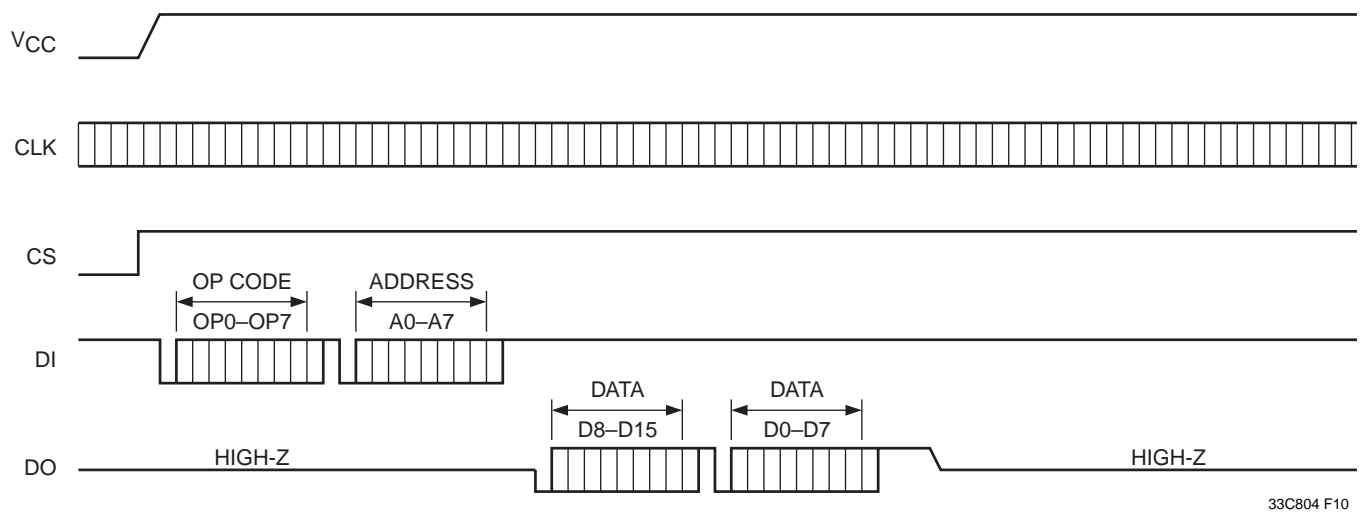 VCC
CLK
CS
OP CODE ADDRESS
OP0–OP7 A0–A7
DI
DATA DATA
D8–D15 D0–D7
DO HIGH-Z HIGH-Z
33C804 F10